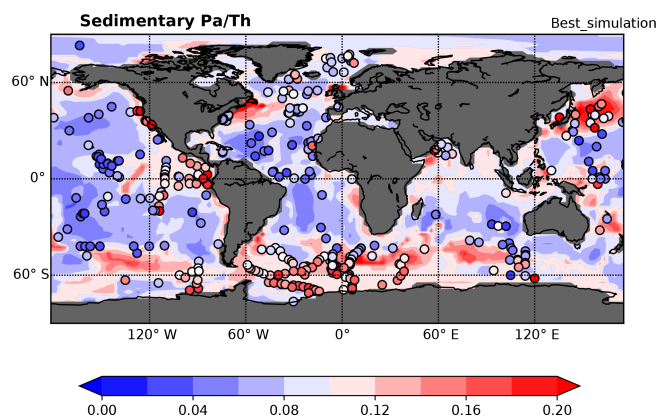 Sedimentary Pa/Th
Best_simulation
60° N
0°
60° S
120° W 60° W 0° 60° E 120° E
0.00 0.04 0.08 0.12 0.16 0.20